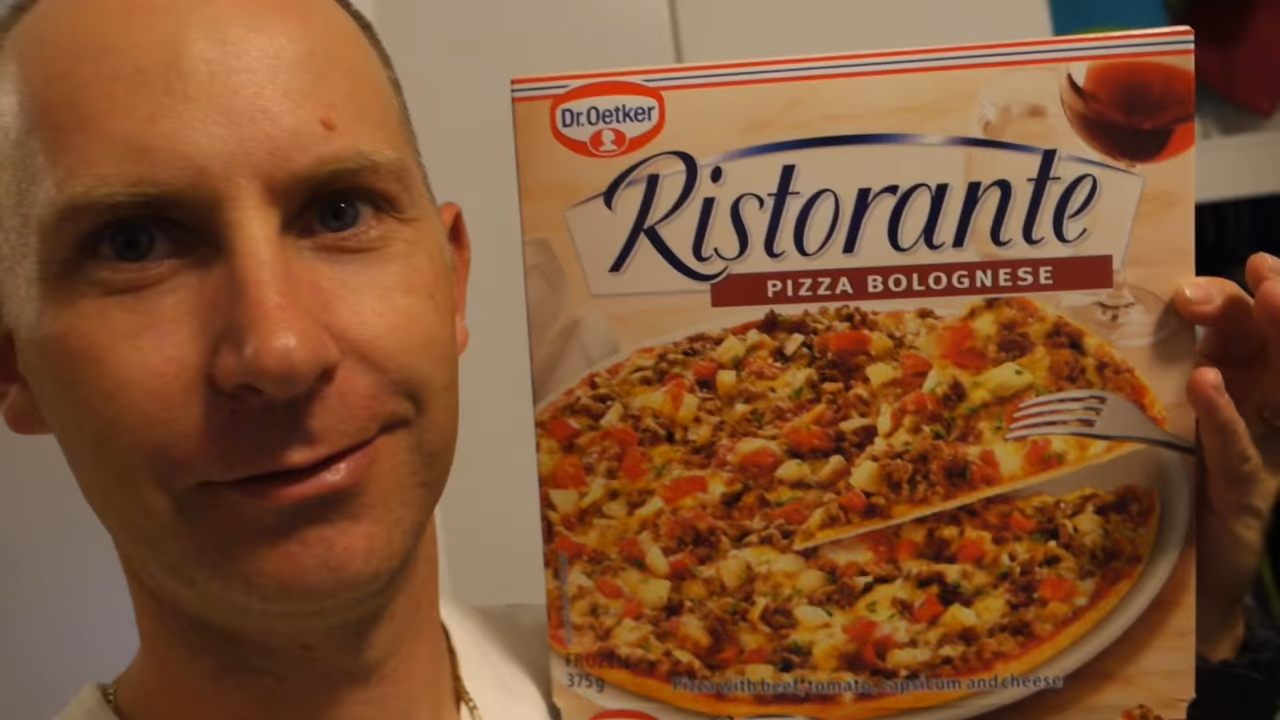 Dr.Oetker
Ristorante
PIZZA BOLOGNESE
FROZEN
375g
Pizza with beef, tomato, capsicum and cheese